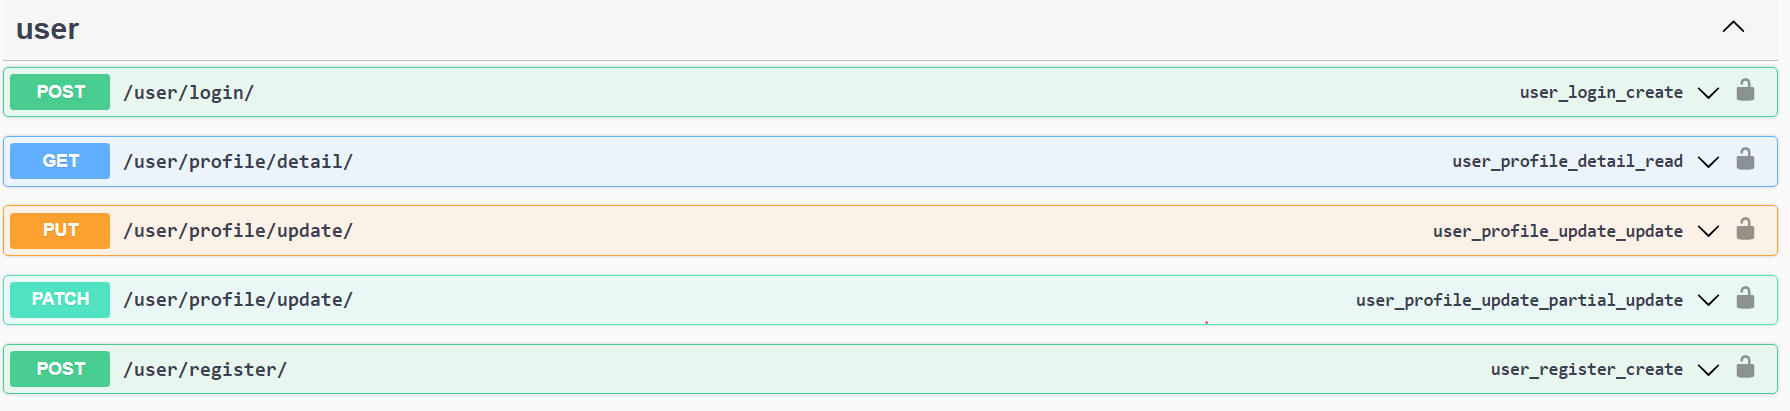 user
POST /user/login/ user_login_create
GET /user/profile/detail/ user_profile_detail_read
PUT /user/profile/update/ user_profile_update_update
PATCH /user/profile/update/ user_profile_update_partial_update
POST /user/register/ user_register_create